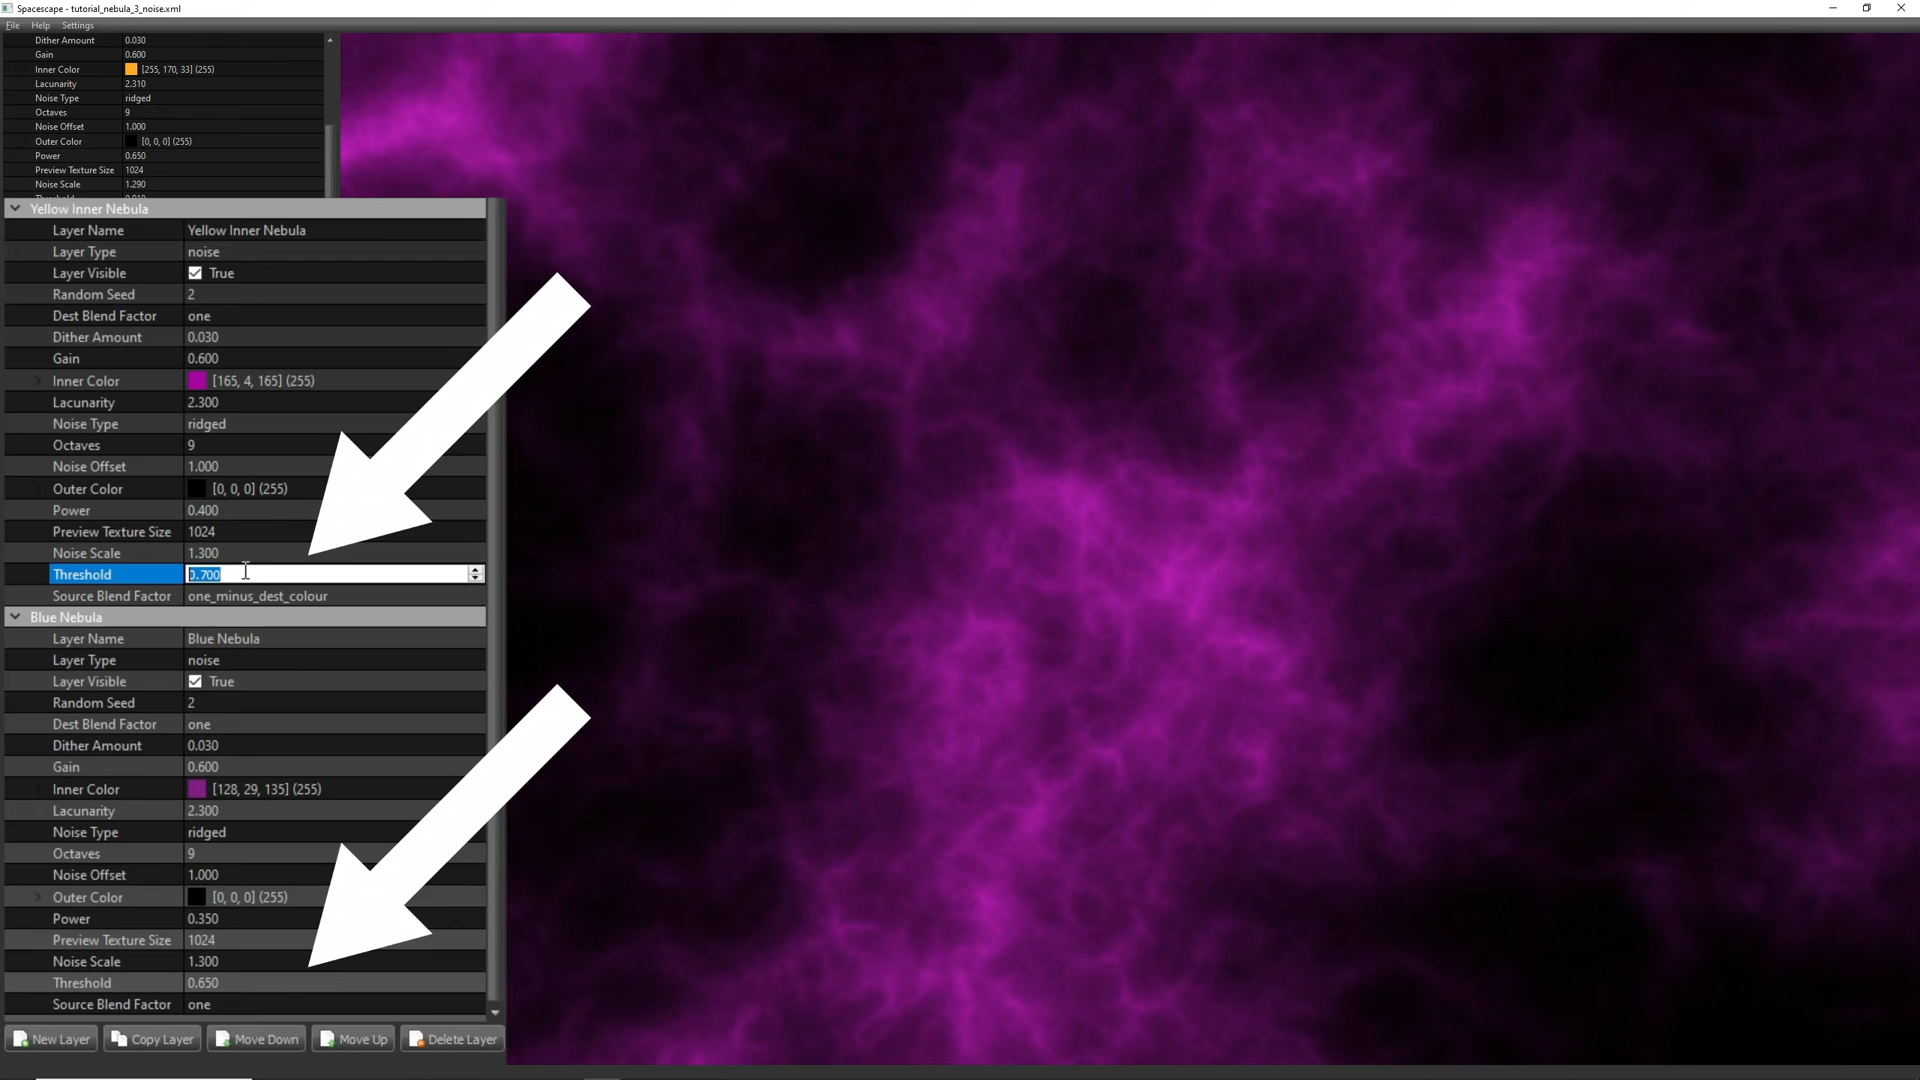 Spacescape - tutorial_nebula_3_noise.xml
File Help Settings
Dither Amount 0.030
Gain 0.600
Inner Color [255, 170, 33] (255)
Lacunarity 2.310
Noise Type ridged
Octaves 9
Noise Offset 1.000
Outer Color [0, 0, 0] (255)
Power 0.650
Preview Texture Size 1024
Noise Scale 1.290
Yellow Inner Nebula
Layer Name Yellow Inner Nebula
Layer Type noise
Layer Visible True
Random Seed 2
Dest Blend Factor one
Dither Amount 0.030
Gain 0.600
Inner Color [165, 4, 165] (255)
Lacunarity 2.300
Noise Type ridged
Octaves 9
Noise Offset 1.000
Outer Color [0, 0, 0] (255)
Power 0.400
Preview Texture Size 1024
Noise Scale 1.300
Threshold 0.700
Source Blend Factor one_minus_dest_colour
Blue Nebula
Layer Name Blue Nebula
Layer Type noise
Layer Visible True
Random Seed 2
Dest Blend Factor one
Dither Amount 0.030
Gain 0.600
Inner Color [128, 29, 135] (255)
Lacunarity 2.300
Noise Type ridged
Octaves 9
Noise Offset 1.000
Outer Color [0, 0, 0] (255)
Power 0.350
Preview Texture Size 1024
Noise Scale 1.300
Threshold 0.650
Source Blend Factor one
New Layer Copy Layer Move Down Move Up Delete Layer